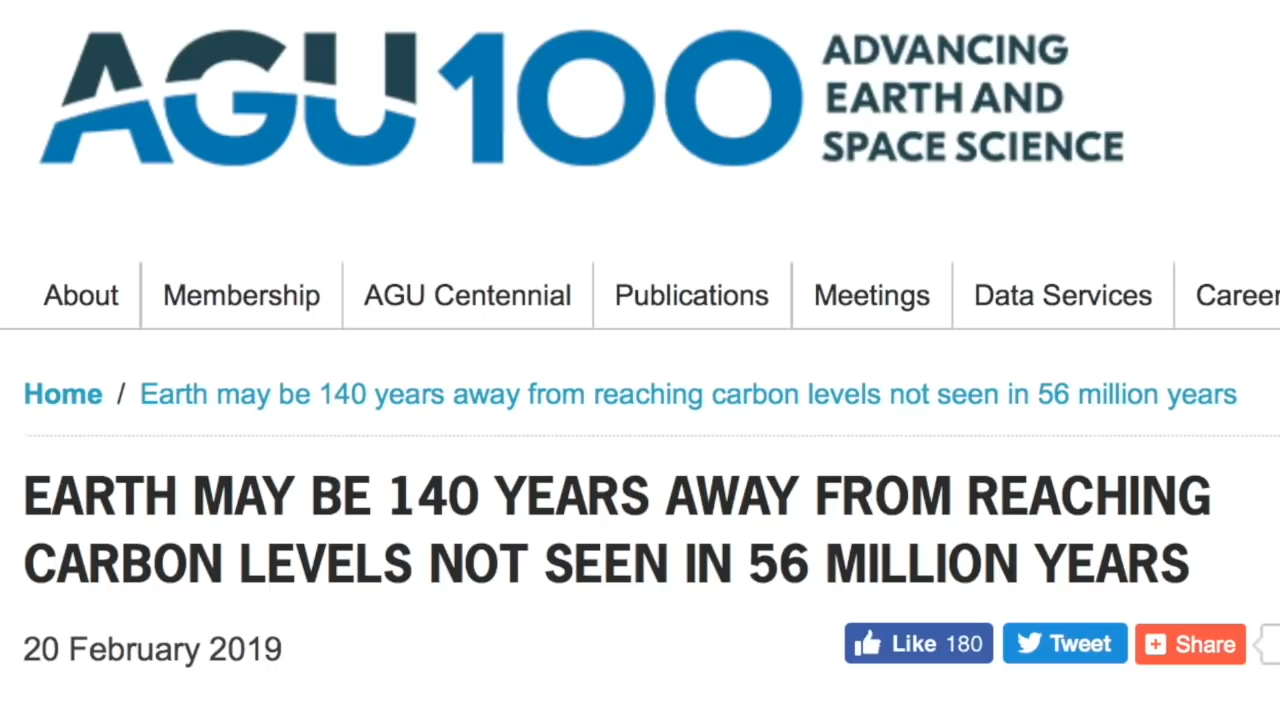 AGU100
ADVANCING
EARTH AND
SPACE SCIENCE
About Membership AGU Centennial Publications Meetings Data Services Career
Home / Earth may be 140 years away from reaching carbon levels not seen in 56 million years
EARTH MAY BE 140 YEARS AWAY FROM REACHING
CARBON LEVELS NOT SEEN IN 56 MILLION YEARS
20 February 2019
Like 180 Tweet Share